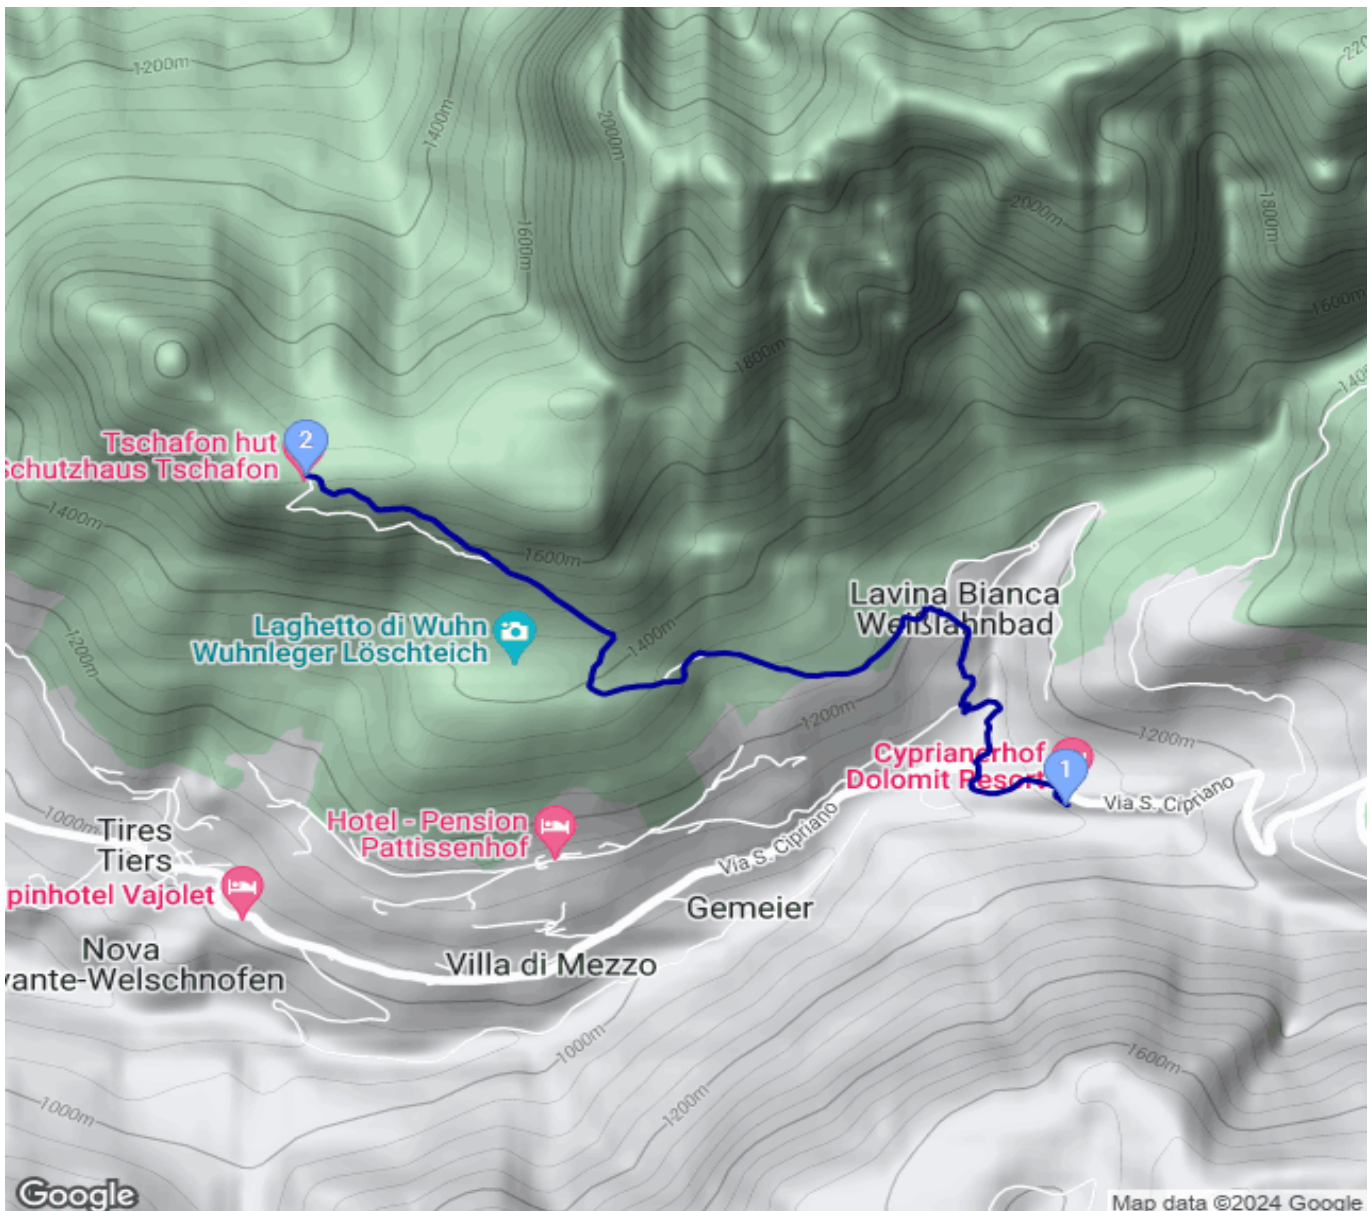 1200m
1400m
2000m
2200
1600m
2000m
1800m
1600m
1800m
1400
2
Tschafon hut
Schutzhaus Tschafon
1400m
1600m
Lavina Bianca
Weißlahnbad
Laghetto di Wuhn
Wuhnleger Löschteich
1400m
1200m
1200m
1200m
Cyprianerhof
Dolomit Resort
1
Via S. Cipriano
1000m
Tires
Tiers
Hotel - Pension
Pattissenhof
Via S. Cipriano
pinhotel Vajolet
Gemeier
Nova
vante-Welschnofen
Villa di Mezzo
1000m
1600m
1000m
1200m
Google
Map data ©2024 Google